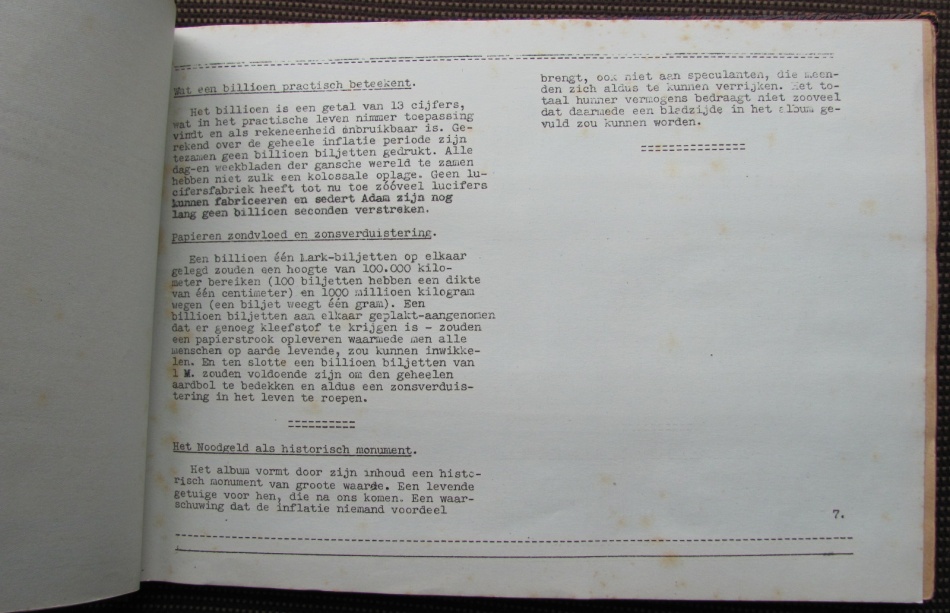 Wat een billioen practisch beteekent.
Het billioen is een getal van 13 cijfers,
wat in het practische leven nimmer toepassing
vindt en als rekeneenheid onbruikbaar is. Ge-
rekend over de geheele inflatie periode zijn
tezamen geen billioen biljetten gedrukt. Alle
dag-en weekbladen der gansche wereld te zamen
hebben niet zulk een kolossale oplage. Geen lu-
cifersfabriek heeft tot nu toe zóóveel lucifers
kunnen fabriceeren en sedert Adam zijn nog
lang geen billioen seconden verstreken.
Papieren zondvloed en zonsverduistering.
Een billioen één Mark-biljetten op elkaar
gelegd zouden een hoogte van 100.000 kilo-
meter bereiken (100 biljetten hebben een dikte
van één centimeter) en 1000 millioen kilogram
wegen (een biljet weegt één gram). Een
billioen biljetten aan elkaar geplakt-aangenomen
dat er genoeg kleefstof te krijgen is - zouden
een papierstrook opleveren waarmede men alle
menschen op aarde levende, zou kunnen inwikke-
len. En ten slotte een billioen biljetten van
1 M. zouden voldoende zijn om den geheelen
aardbol te bedekken en aldus een zonsverduis-
tering in het leven te roepen.
==========
Het Noodgeld als historisch monument.
Het album vormt door zijn inhoud een histo-
risch monument van groote waarde. Een levende
getuige voor hen, die na ons komen. Een waar-
schuwing dat de inflatie niemand voordeel
brengt, ook niet aan speculanten, die meen-
den zich aldus te kunnen verrijken. Het to-
taal hunner vermogens bedraagt niet zooveel
dat daarmede een bladzijde in het album ge-
vuld zou kunnen worden.
===============
7.